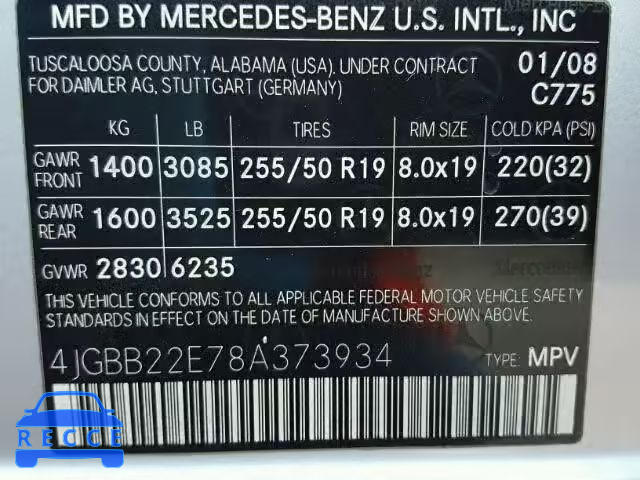 MFD BY MERCEDES-BENZ U.S. INTL., INC
TUSCALOOSA COUNTY, ALABAMA (USA). UNDER CONTRACT 01/08
FOR DAIMLER AG, STUTTGART (GERMANY) C775
KG LB TIRES RIM SIZE COLD KPA (PSI)
GAWR FRONT 1400 3085 255/50 R19 8.0x19 220(32)
GAWR REAR 1600 3525 255/50 R19 8.0x19 270(39)
GVWR 2830 6235
THIS VEHICLE CONFORMS TO ALL APPLICABLE FEDERAL MOTOR VEHICLE SAFETY
STANDARDS IN EFFECT ON THE DATE OF MANUFACTURE SHOWN ABOVE.
4JGBB22E78A373934 TYPE: MPV
RECCE